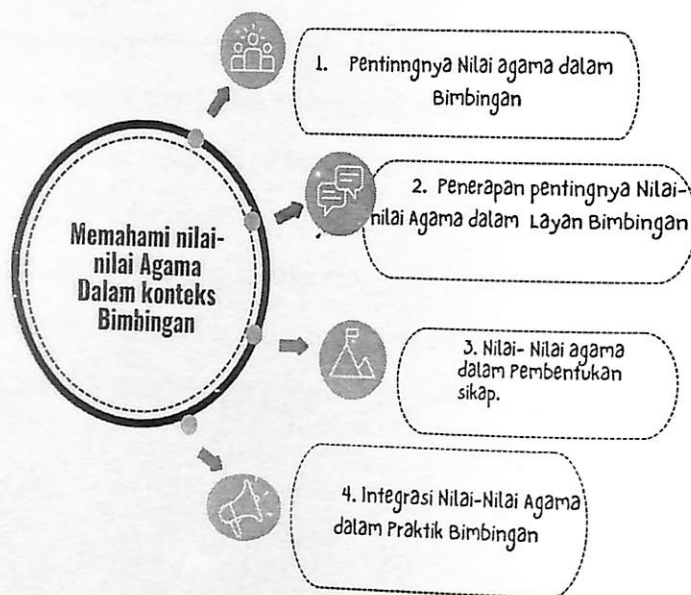 Memahami nilai-
nilai Agama
Dalam konteks
Bimbingan
1. Pentinngnya Nilai agama dalam
Bimbingan
2. Penerapan pentingnya Nilai-
nilai Agama dalam Layan Bimbingan
3. Nilai- Nilai agama
dalam Pembentukan
sikap.
4. Integrasi Nilai-Nilai Agama
dalam Praktik Bimbingan